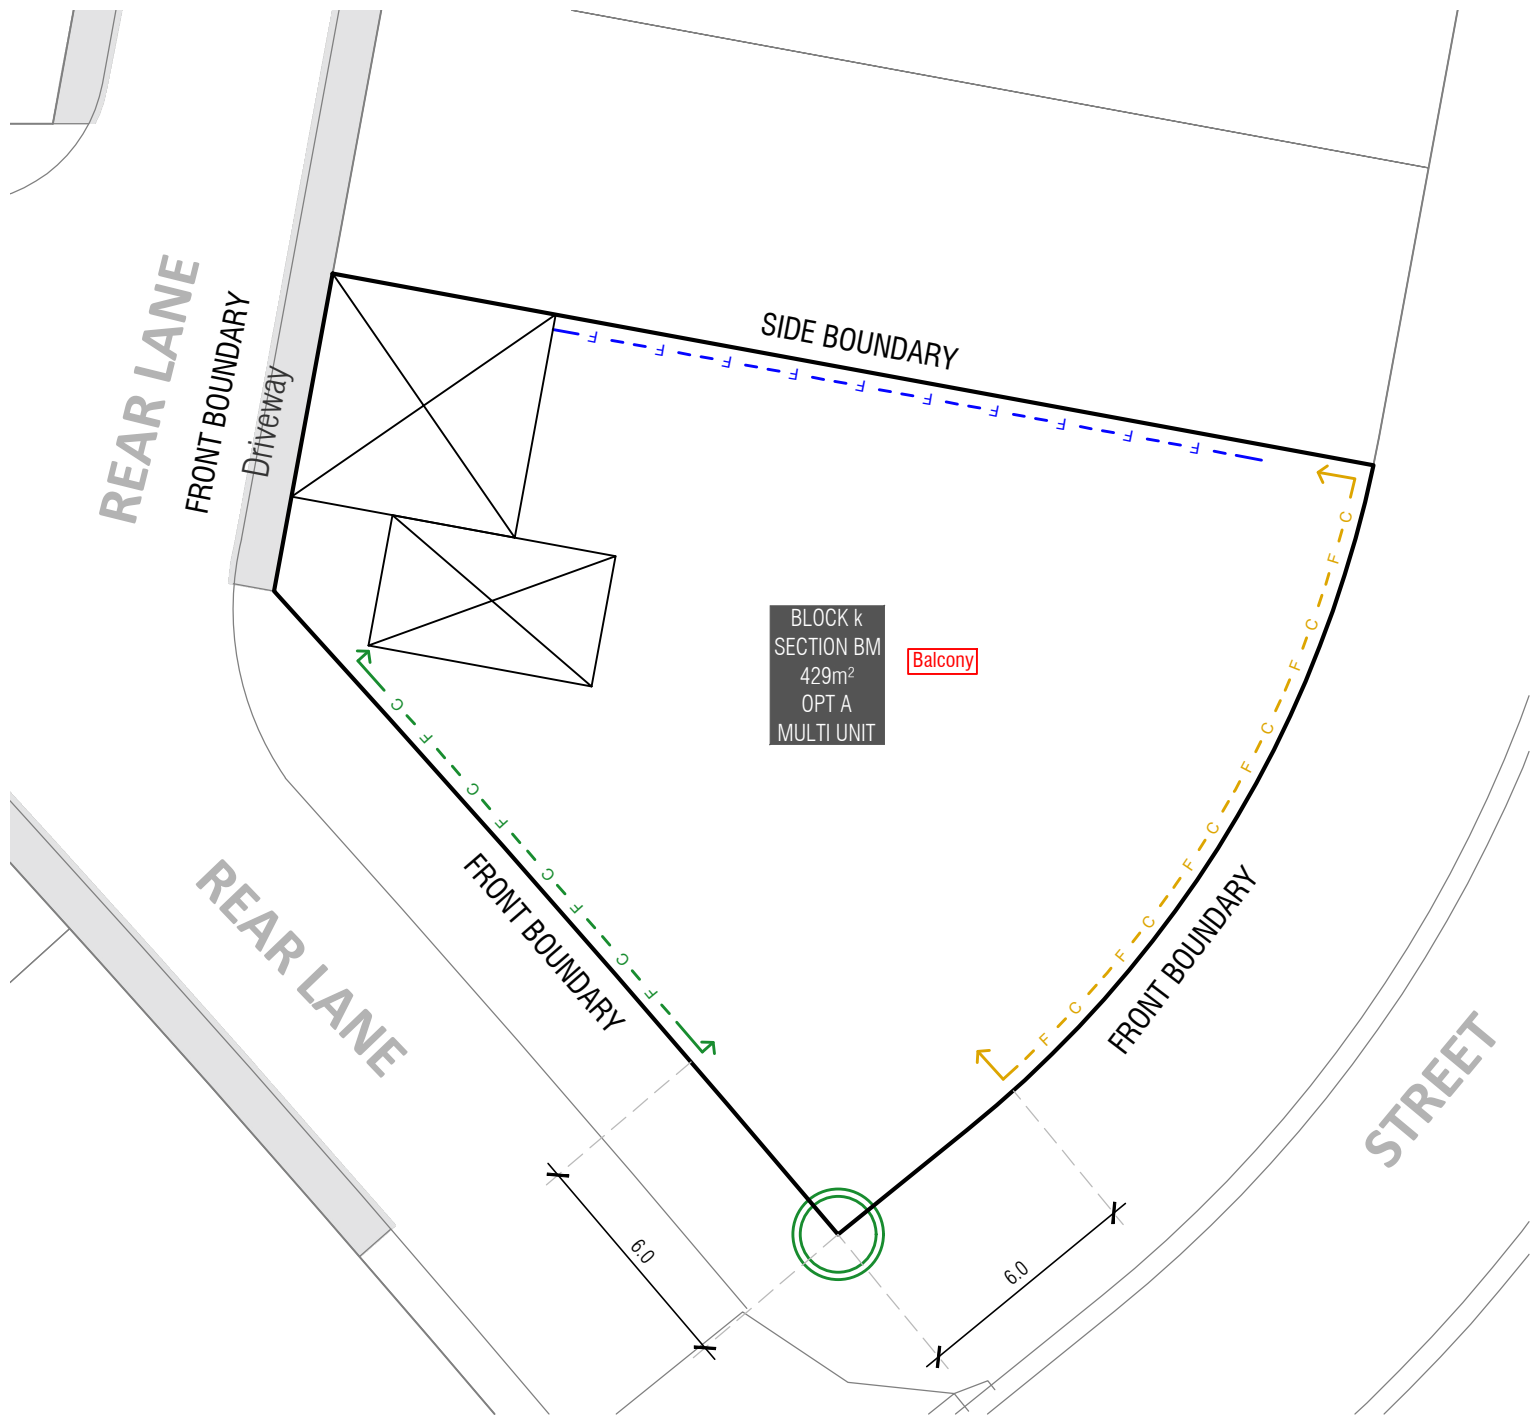 REAR LANE
FRONT BOUNDARY
Driveway
SIDE BOUNDARY
F F F F F F F F F F
BLOCK k
SECTION BM
429m²
OPT A
MULTI UNIT
Balcony
C F C F C F C F
C F C F C F C F C F C F
FRONT BOUNDARY
REAR LANE
FRONT BOUNDARY
STREET
6.0
6.0